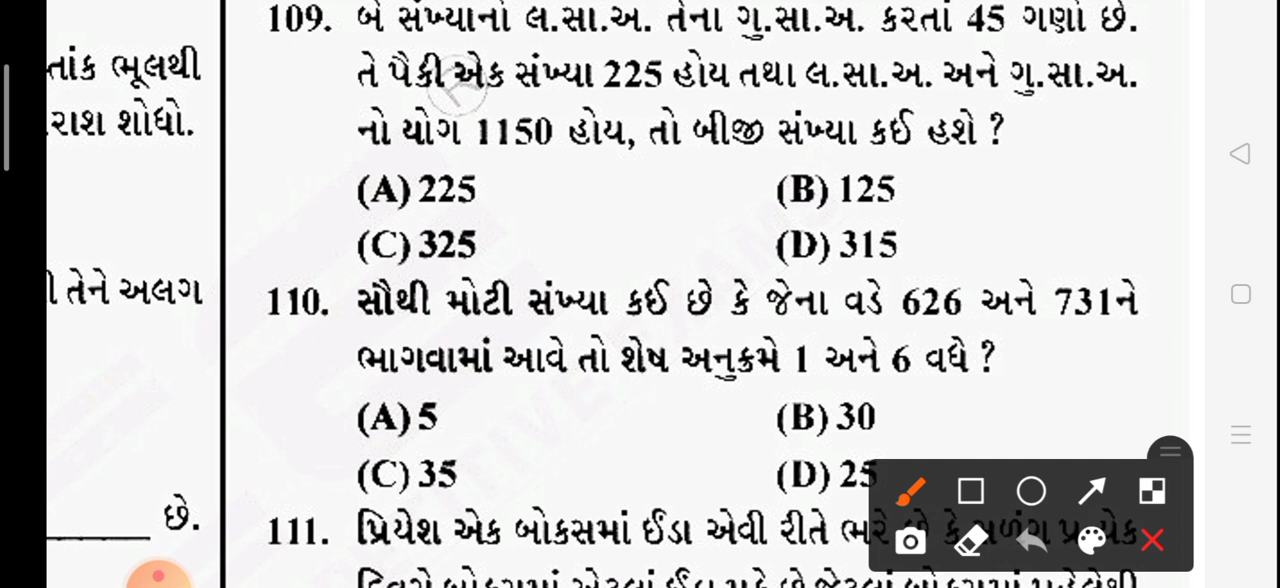 તાંક ભૂલથી
રાશ શોધો.
તેને અલગ
છે.
109. બે સંખ્યાનો લ.સા.અ. તેના ગુ.સા.અ. કરતાં 45 ગણો છે.
તે પૈકી એક સંખ્યા 225 હોય તથા લ.સા.અ. અને ગુ.સા.અ.
નો યોગ 1150 હોય, તો બીજી સંખ્યા કઈ હશે ?
(A) 225 (B) 125
(C) 325 (D) 315
110. સૌથી મોટી સંખ્યા કઈ છે કે જેના વડે 626 અને 731ને
ભાગવામાં આવે તો શેષ અનુક્રમે 1 અને 6 વધે ?
(A) 5 (B) 30
(C) 35 (D) 25
111. પ્રિયેશ એક બોક્સમાં ઈંડા એવી રીતે ભરે છે કે